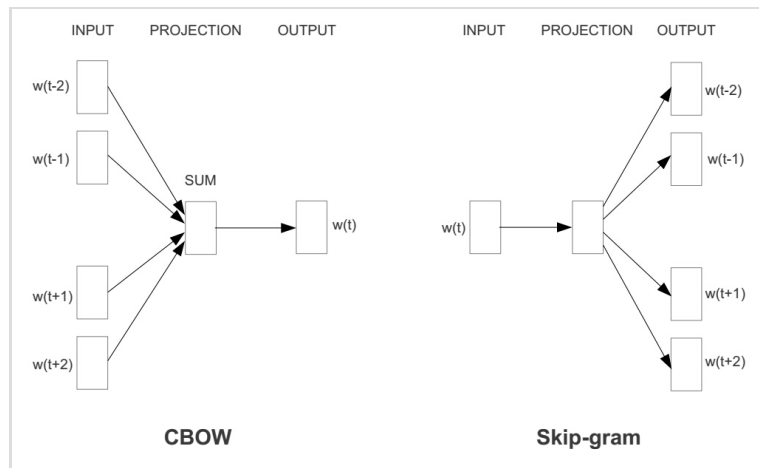 INPUT PROJECTION OUTPUT
w(t-2)
w(t-1)
SUM
w(t)
w(t+1)
w(t+2)
CBOW
INPUT PROJECTION OUTPUT
w(t-2)
w(t-1)
w(t)
w(t+1)
w(t+2)
Skip-gram